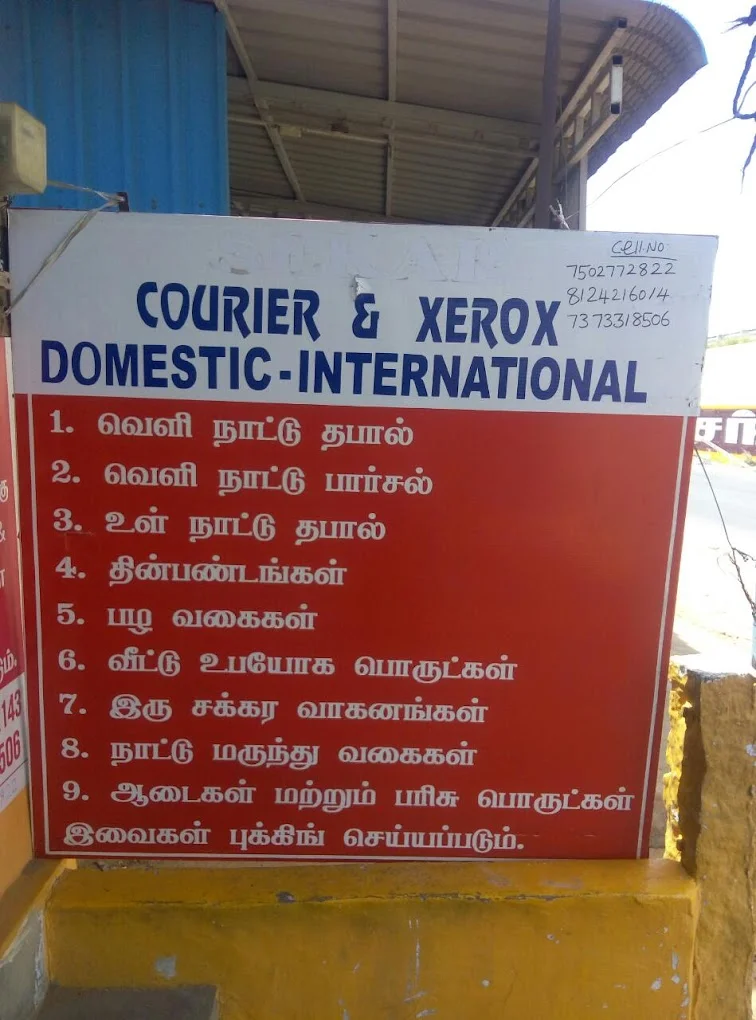 Cell.No
7502772822
8124216014
7373318506
COURIER & XEROX
DOMESTIC-INTERNATIONAL
1. வெளி நாட்டு தபால்
2. வெளி நாட்டு பார்சல்
3. உள் நாட்டு தபால்
4. தின்பண்டங்கள்
5. பழ வகைகள்
6. வீட்டு உபயோக பொருட்கள்
7. இரு சக்கர வாகனங்கள்
8. நாட்டு மருந்து வகைகள்
9. ஆடைகள் மற்றும் பரிசு பொருட்கள்
இவைகள் புக்கிங் செய்யப்படும்.
143
506